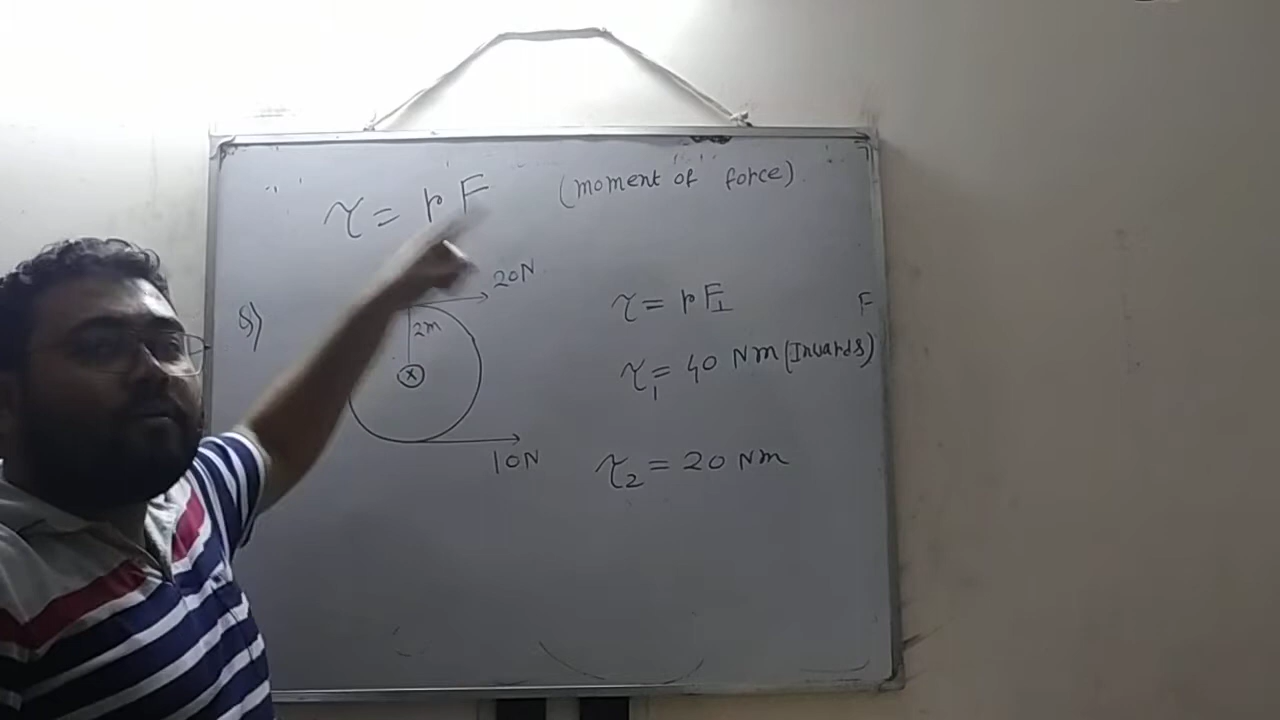 τ = r F (moment of force)
Q)
20N
2m
x
10N
τ = r F⊥
F
τ₁ = 40 Nm (Inwards)
τ₂ = 20 Nm